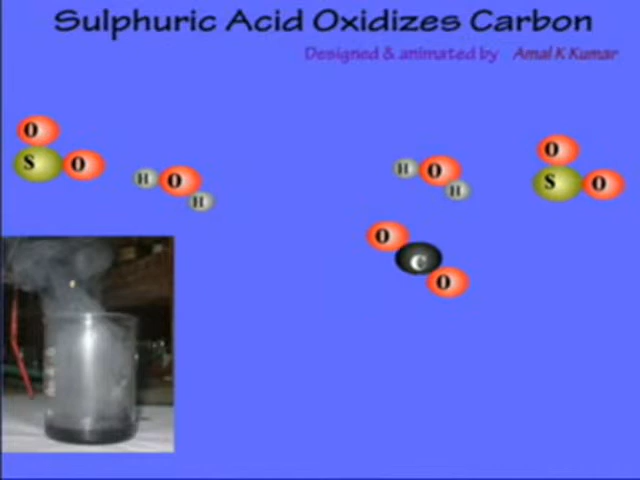 Sulphuric Acid Oxidizes Carbon
Designed & animated by Amal K Kumar
O
S O
H O
H
H O
H
O
S O
O
C
O